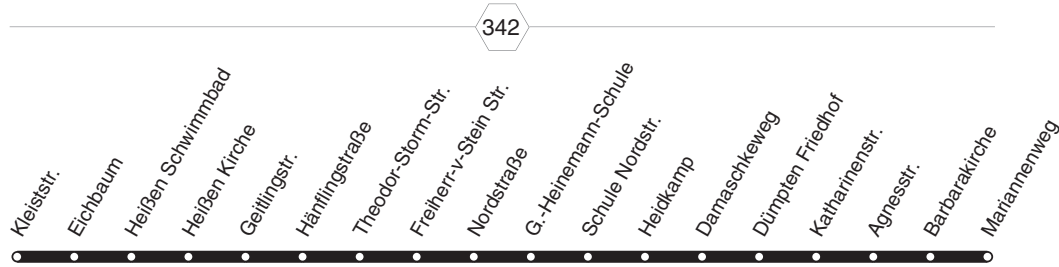 342
Kleiststr.
Eichbaum
Heißen Schwimmbad
Heißen Kirche
Geitlingstr.
Hänflingstraße
Theodor-Storm-Str.
Freiherr-v-Stein Str.
Nordstraße
G.-Heinemann-Schule
Schule Nordstr.
Heidkamp
Damaschkeweg
Dümpten Friedhof
Katharinenstr.
Agnesstr.
Barbarakirche
Mariannenweg